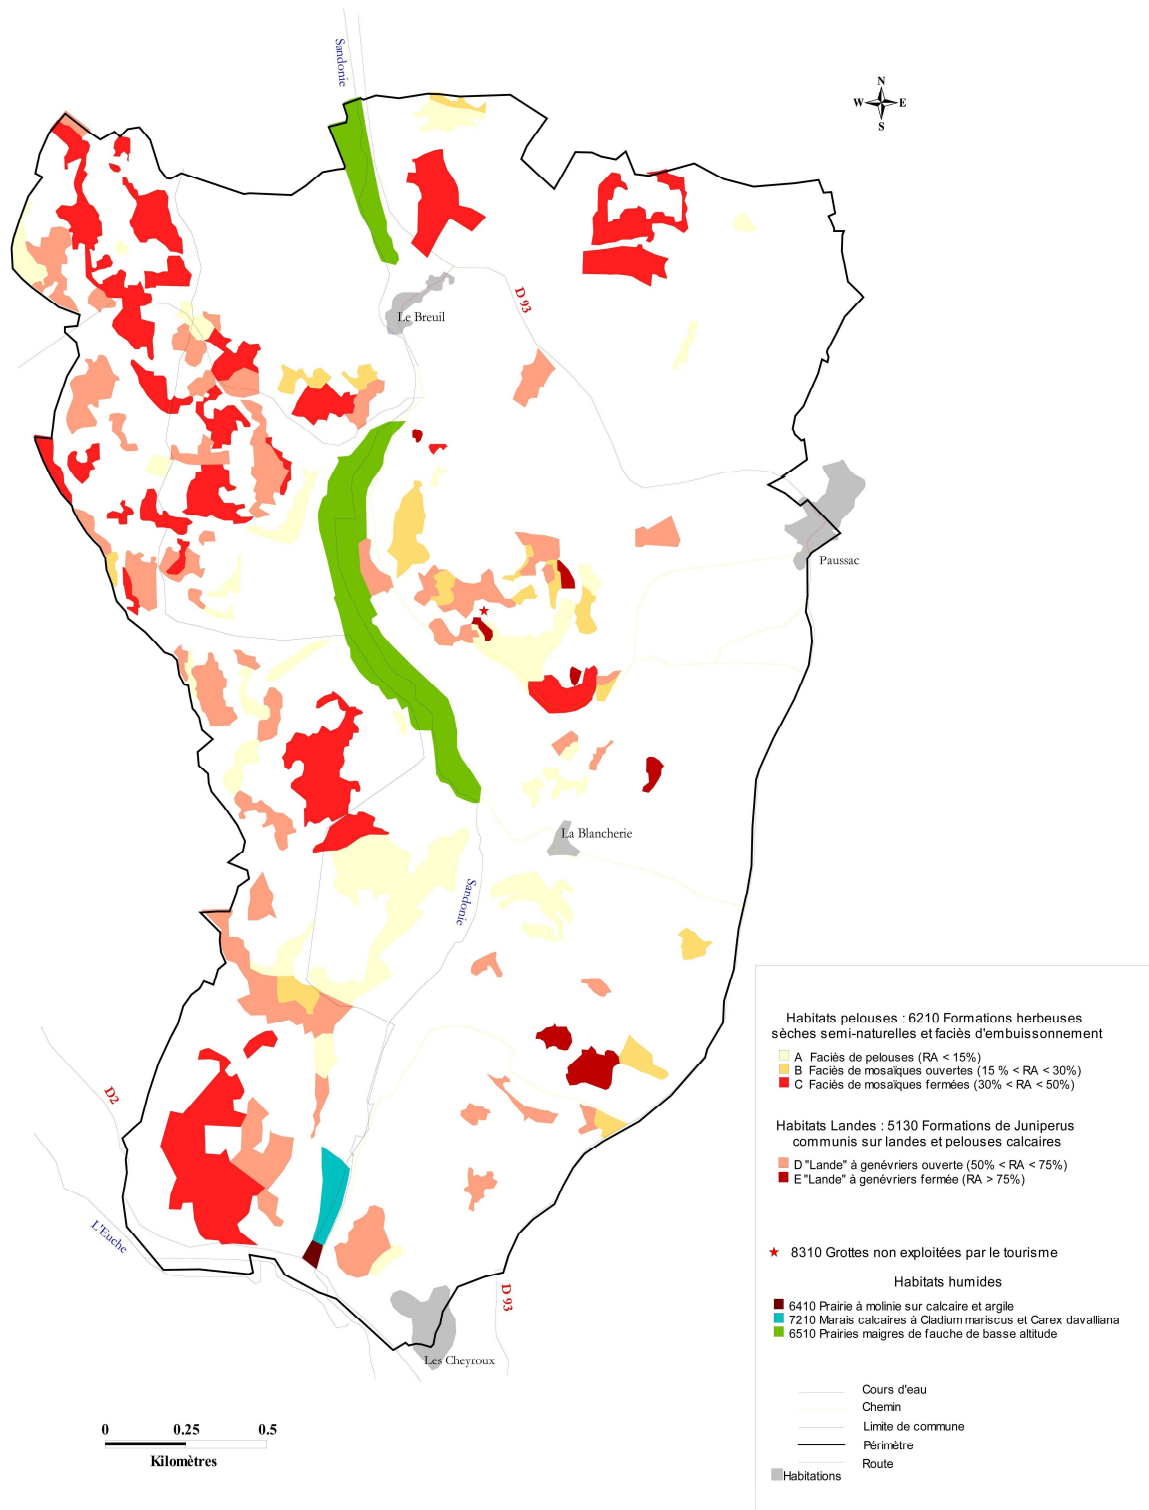 Sandonie
N
W E
S
D 93
Le Breuil
Paussac
La Blancherie
Sandonie
D2
L'Euche
D 93
Les Cheyroux
Habitats pelouses : 6210 Formations herbeuses
sèches semi-naturelles et faciès d'embuissonnement
A Faciès de pelouses (RA < 15%)
B Faciès de mosaïques ouvertes (15 % < RA < 30%)
C Faciès de mosaïques fermées (30% < RA < 50%)
Habitats Landes : 5130 Formations de Juniperus
communis sur landes et pelouses calcaires
D "Lande" à genévriers ouverte (50% < RA < 75%)
E "Lande" à genévriers fermée (RA > 75%)
8310 Grottes non exploitées par le tourisme
Habitats humides
6410 Prairie à molinie sur calcaire et argile
7210 Marais calcaires à Cladium mariscus et Carex davalliana
6510 Prairies maigres de fauche de basse altitude
Cours d'eau
Chemin
Limite de commune
Périmètre
Route
Habitations
0 0.25 0.5
Kilomètres